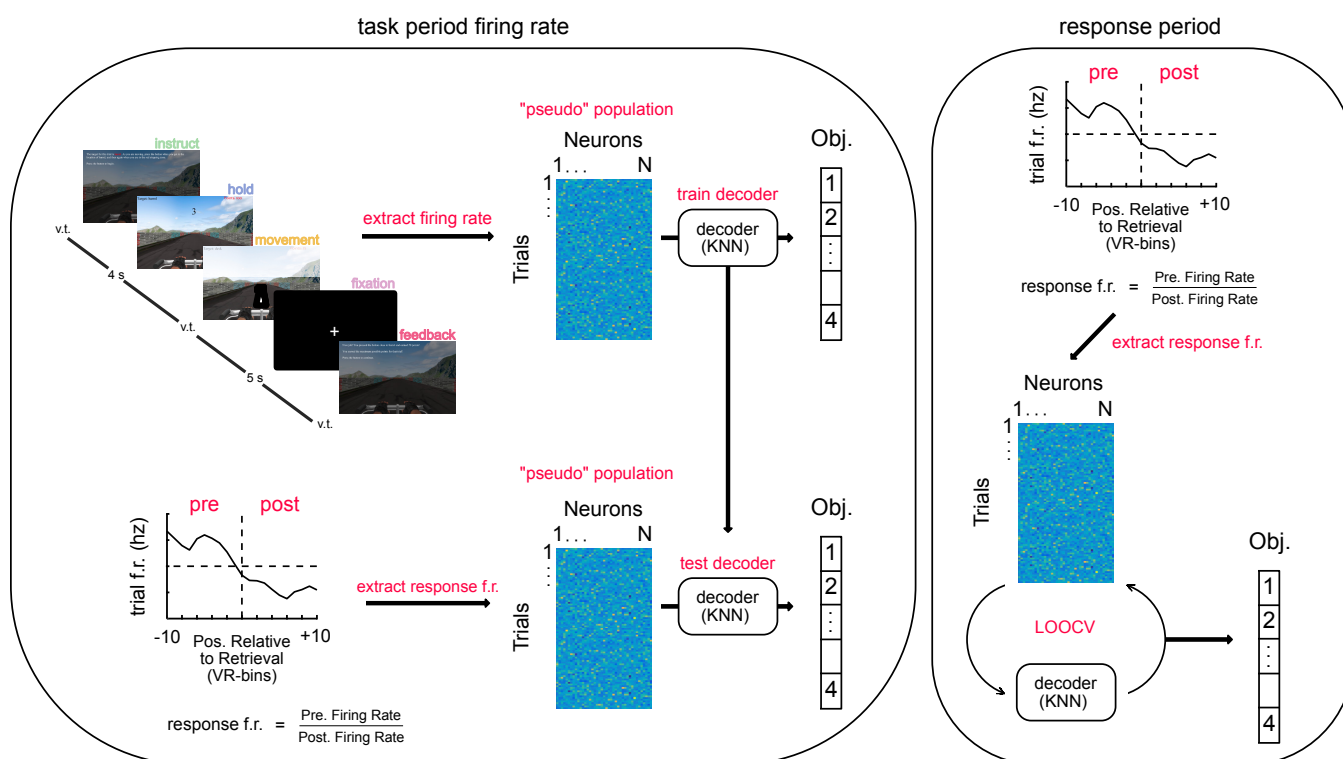 task period firing rate
instruct
hold
3
movement
fixation
+
feedback
v.t.
4 s
v.t.
5 s
v.t.
extract firing rate
"pseudo" population
Neurons
1. . . N
1
:
:
Trials
train decoder
decoder
(KNN)
Obj.
1
2
:
:
4
pre post
trial f.r. (hz)
-10 +10
Pos. Relative
to Retrieval
(VR-bins)
response f.r. = Pre. Firing Rate
Post. Firing Rate
extract response f.r.
"pseudo" population
Neurons
1. . . N
1
:
:
Trials
test decoder
decoder
(KNN)
Obj.
1
2
:
:
4
response period
pre post
trial f.r. (hz)
-10 +10
Pos. Relative
to Retrieval
(VR-bins)
response f.r. = Pre. Firing Rate
Post. Firing Rate
extract response f.r.
Neurons
1. . . N
1
:
:
Trials
LOOCV
decoder
(KNN)
Obj.
1
2
:
:
4